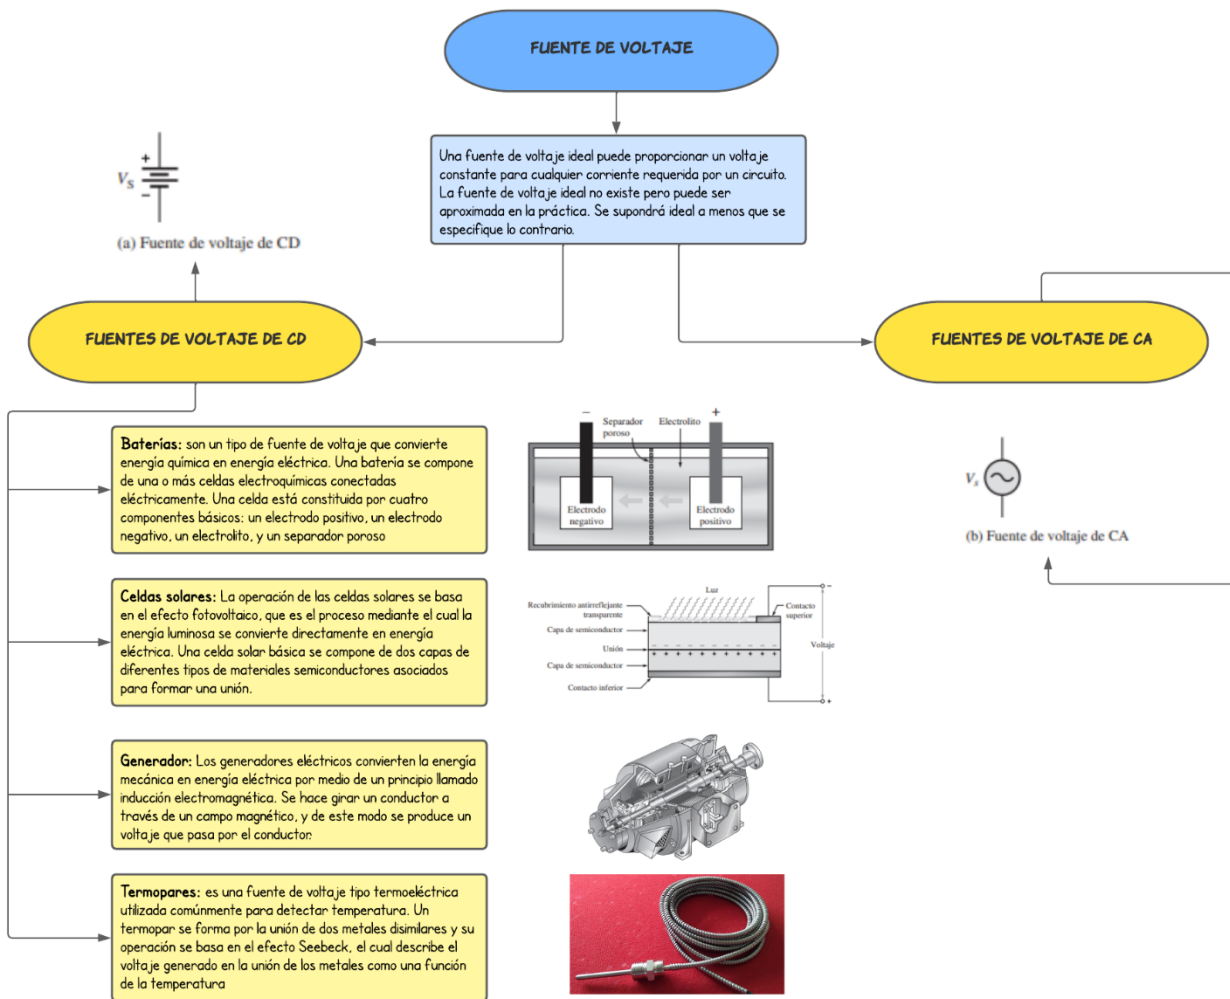 FUENTE DE VOLTAJE
Una fuente de voltaje ideal puede proporcionar un voltaje
constante para cualquier corriente requerida por un circuito.
La fuente de voltaje ideal no existe pero puede ser
aproximada en la práctica. Se supondrá ideal a menos que se
especifique lo contrario.
+
VS
−
(a) Fuente de voltaje de CD
FUENTES DE VOLTAJE DE CD
FUENTES DE VOLTAJE DE CA
Baterías: son un tipo de fuente de voltaje que convierte
energía química en energía eléctrica. Una batería se compone
de una o más celdas electroquímicas conectadas
eléctricamente. Una celda está constituida por cuatro
componentes básicos: un electrodo positivo, un electrodo
negativo, un electrolito, y un separador poroso
−
+
Separador
poroso
Electrolito
Electrodo
negativo
Electrodo
positivo
Vs
(b) Fuente de voltaje de CA
Celdas solares: La operación de las celdas solares se basa
en el efecto fotovoltaico, que es el proceso mediante el cual la
energía luminosa se convierte directamente en energía
eléctrica. Una celda solar básica se compone de dos capas de
diferentes tipos de materiales semiconductores asociados
para formar una unión.
Luz
−
Recubrimiento antirreflejante
transparente
Contacto
superior
Capa de semiconductor
Unión
− − − − − − − − − −
+ + + + + + + + + +
Voltaje
Capa de semiconductor
Contacto inferior
+
Generador: Los generadores eléctricos convierten la energía
mecánica en energía eléctrica por medio de un principio llamado
inducción electromagnética. Se hace girar un conductor a
través de un campo magnético, y de este modo se produce un
voltaje que pasa por el conductor.
Termopares: es una fuente de voltaje tipo termoeléctrica
utilizada comúnmente para detectar temperatura. Un
termopar se forma por la unión de dos metales disimilares y su
operación se basa en el efecto Seebeck, el cual describe el
voltaje generado en la unión de los metales como una función
de la temperatura